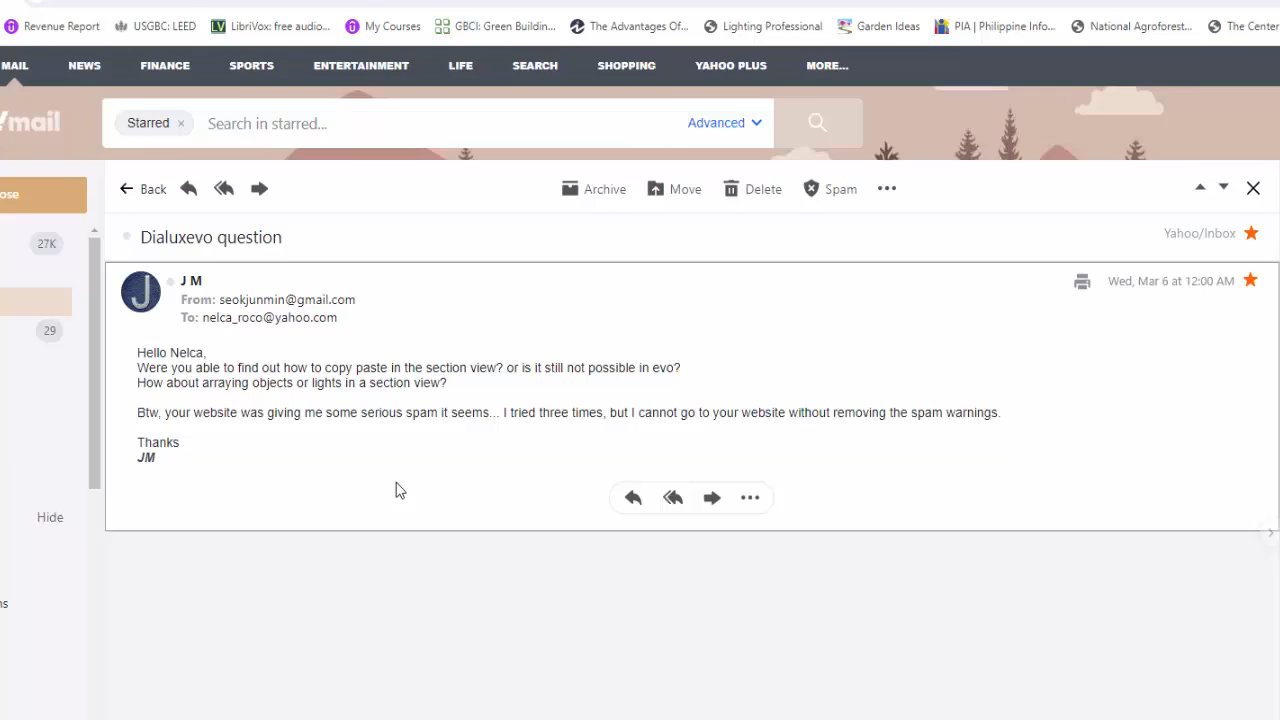 Revenue Report USGBC: LEED LibriVox: free audio... My Courses GBCI: Green Buildin... The Advantages Of... Lighting Professional Garden Ideas PIA | Philippine Info... National Agroforest... The Center
MAIL NEWS FINANCE SPORTS ENTERTAINMENT LIFE SEARCH SHOPPING YAHOO PLUS MORE...
mail
Starred × Search in starred... Advanced
ose
Back Archive Move Delete Spam
27K
Dialuxevo question Yahoo/Inbox
J M
Wed, Mar 6 at 12:00 AM
From: seokjunmin@gmail.com
To: nelca_roco@yahoo.com
29
Hello Nelca,
Were you able to find out how to copy paste in the section view? or is it still not possible in evo?
How about arraying objects or lights in a section view?
Btw, your website was giving me some serious spam it seems... I tried three times, but I cannot go to your website without removing the spam warnings.
Thanks
JM
Hide
ns